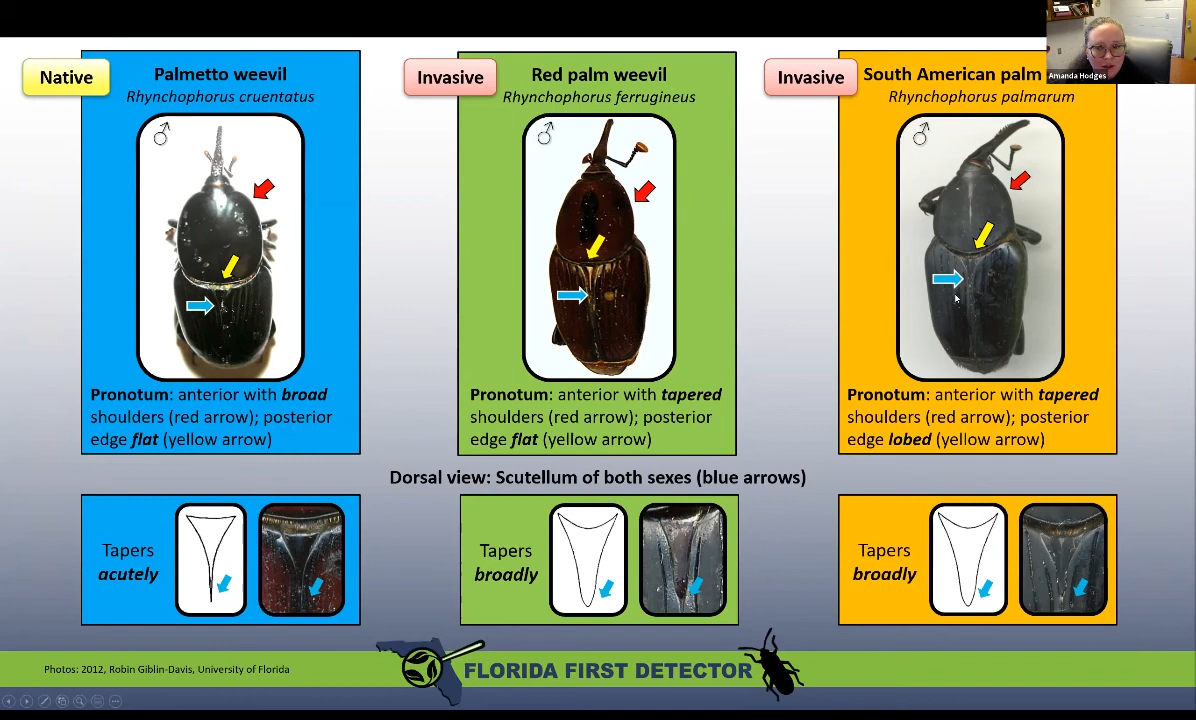 Amanda Hodges
Native
Palmetto weevil
Rhynchophorus cruentatus
Pronotum: anterior with broad
shoulders (red arrow); posterior
edge flat (yellow arrow)
Invasive
Red palm weevil
Rhynchophorus ferrugineus
Pronotum: anterior with tapered
shoulders (red arrow); posterior
edge flat (yellow arrow)
Invasive
South American palm
Rhynchophorus palmarum
Pronotum: anterior with tapered
shoulders (red arrow); posterior
edge lobed (yellow arrow)
Dorsal view: Scutellum of both sexes (blue arrows)
Tapers
acutely
Tapers
broadly
Tapers
broadly
Photos: 2012, Robin Giblin-Davis, University of Florida
FLORIDA FIRST DETECTOR